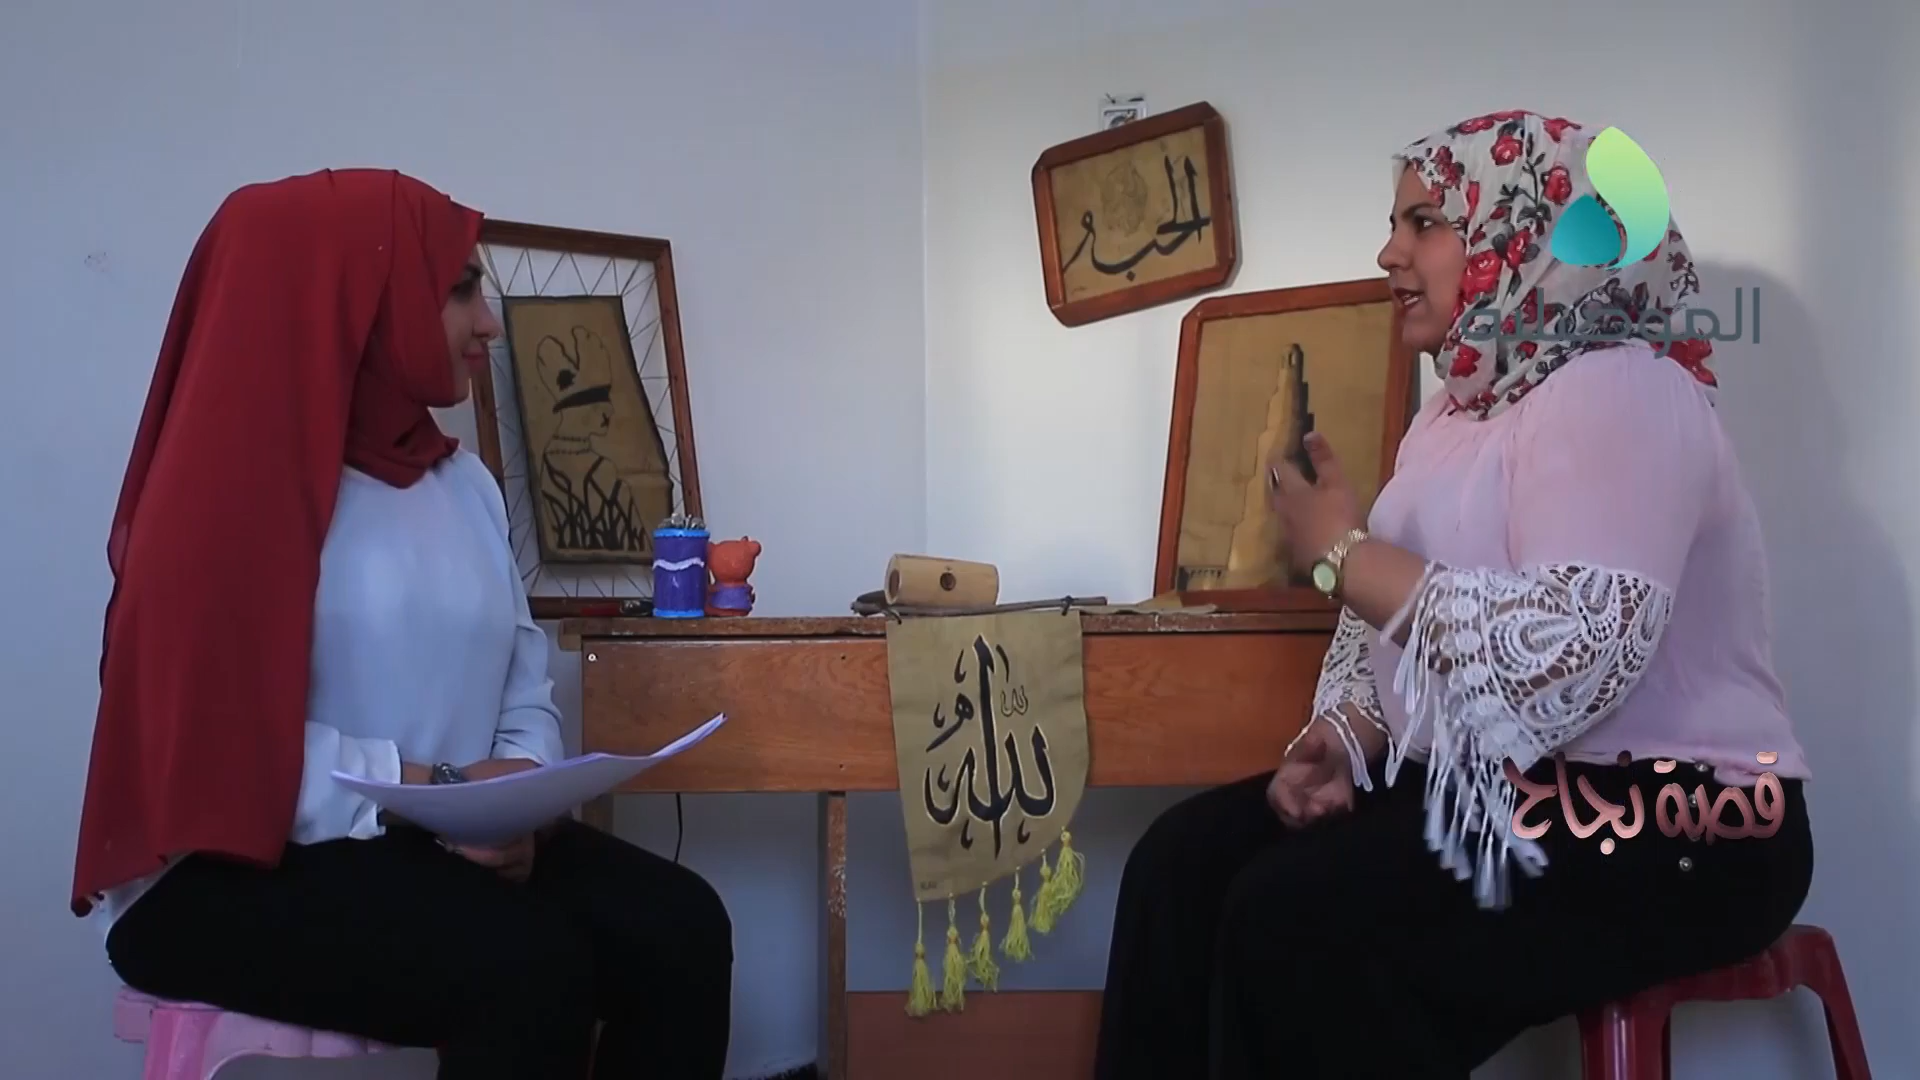 الحب
الموصلية
الله
قصة نجاح